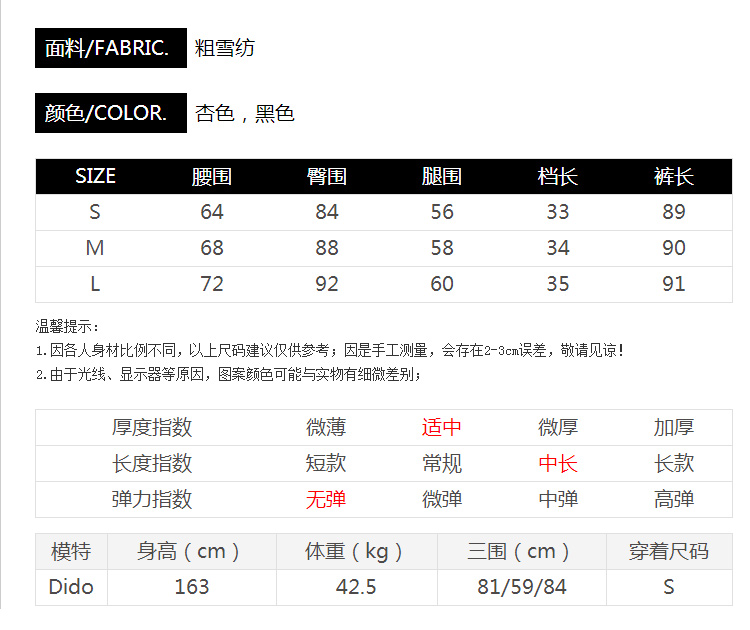 面料/FABRIC. 粗雪纺
颜色/COLOR. 杏色，黑色
SIZE 腰围 臀围 腿围 档长 裤长
S 64 84 56 33 89
M 68 88 58 34 90
L 72 92 60 35 91
温馨提示：
1.因各人身材比例不同，以上尺码建议仅供参考；因是手工测量，会存在2-3cm误差，敬请见谅！
2.由于光线、显示器等原因，图案颜色可能与实物有细微差别；
厚度指数 微薄 适中 微厚 加厚
长度指数 短款 常规 中长 长款
弹力指数 无弹 微弹 中弹 高弹
模特 身高（cm） 体重（kg） 三围（cm） 穿着尺码
Dido 163 42.5 81/59/84 S